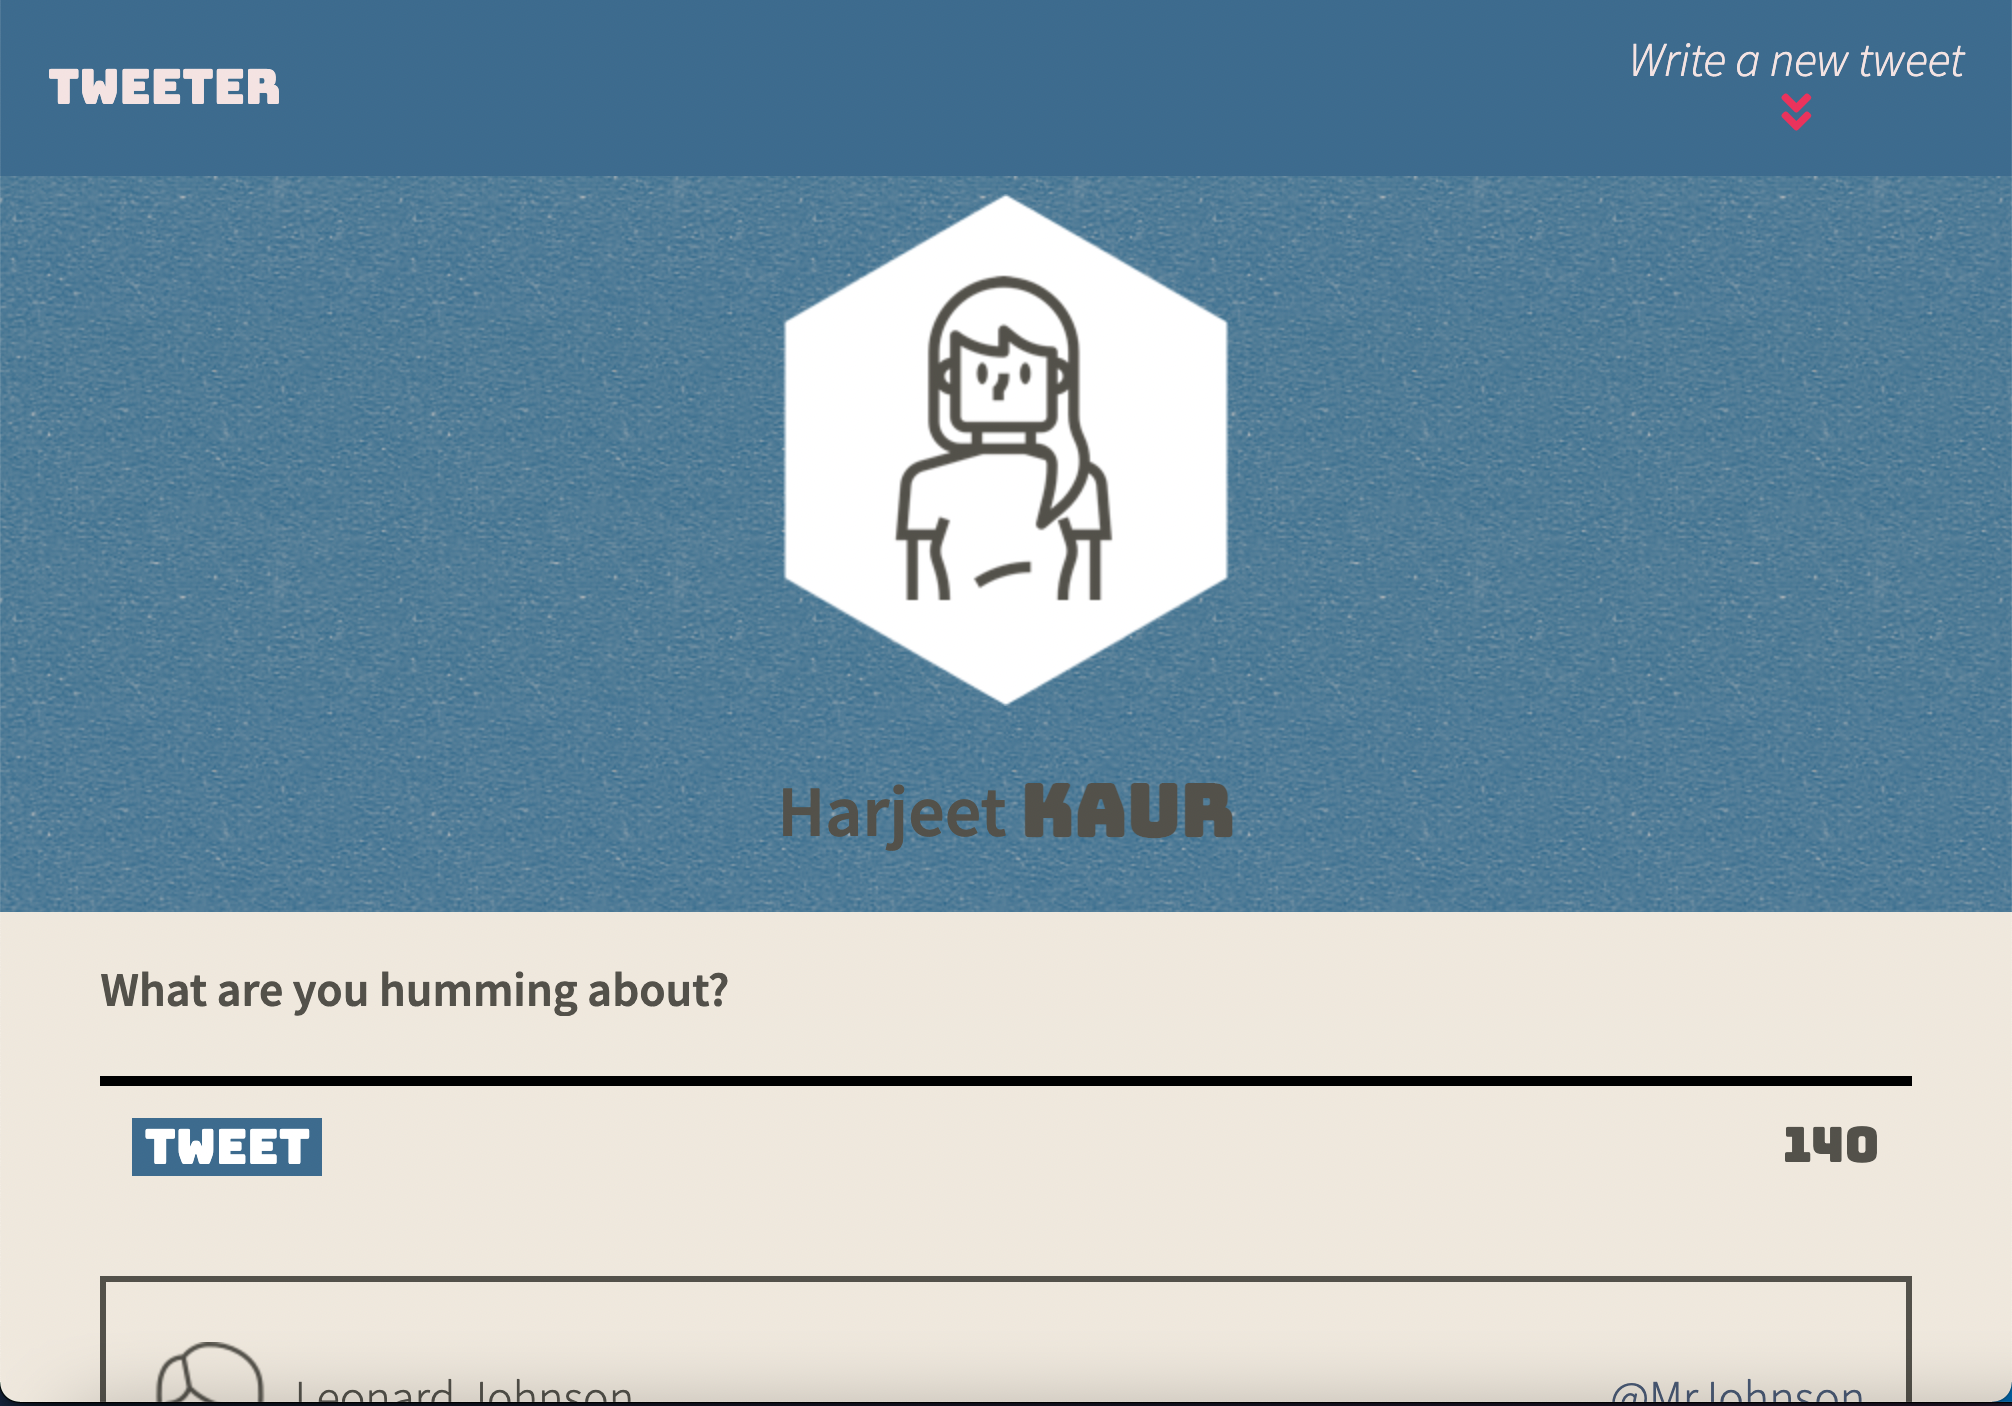 TWEETER
Write a new tweet
Harjeet KAUR
What are you humming about?
TWEET
140
Leonard Johnson
@MrJohnson